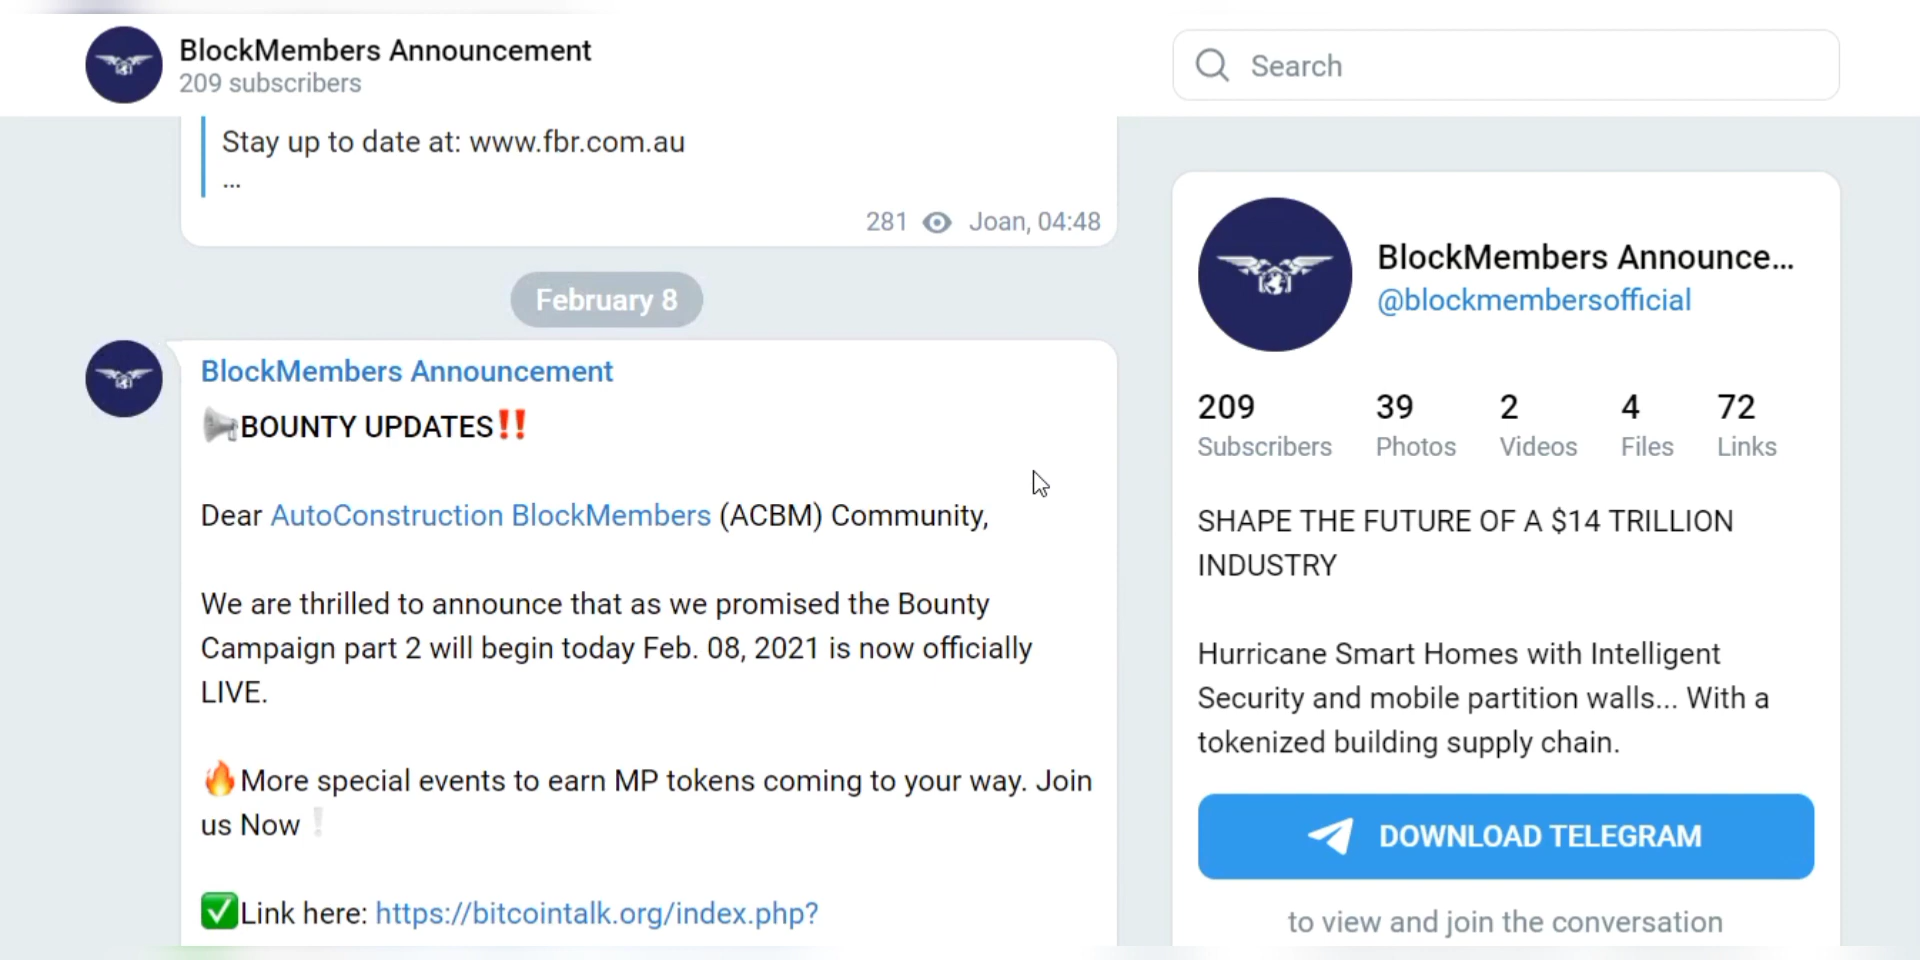 BlockMembers Announcement
209 subscribers
Search
Stay up to date at: www.fbr.com.au
...
281 Joan, 04:48
February 8
BlockMembers Announcement
📢BOUNTY UPDATES‼️
Dear AutoConstruction BlockMembers (ACBM) Community,
We are thrilled to announce that as we promised the Bounty
Campaign part 2 will begin today Feb. 08, 2021 is now officially
LIVE.
🔥More special events to earn MP tokens coming to your way. Join
us Now❕
✅Link here: https://bitcointalk.org/index.php?
BlockMembers Announce...
@blockmembersofficial
209 39 2 4 72
Subscribers Photos Videos Files Links
SHAPE THE FUTURE OF A $14 TRILLION
INDUSTRY
Hurricane Smart Homes with Intelligent
Security and mobile partition walls... With a
tokenized building supply chain.
DOWNLOAD TELEGRAM
to view and join the conversation